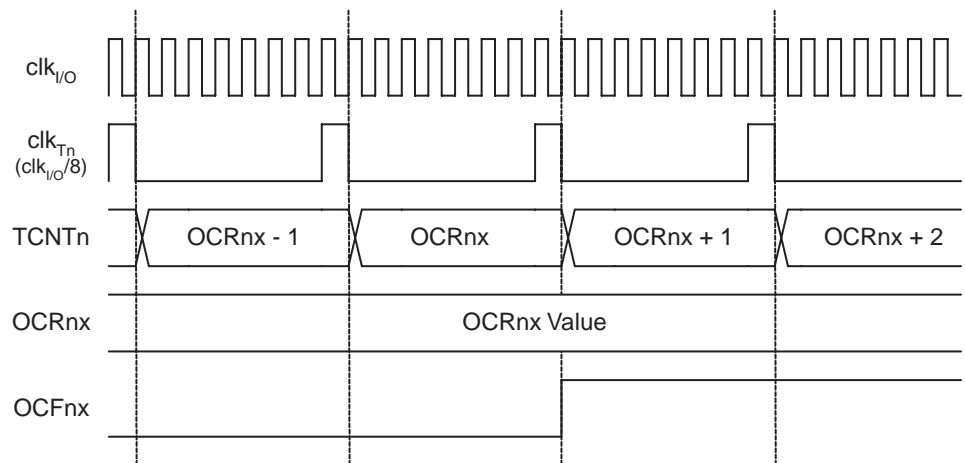 clkI/O
clkTn
(clkI/O/8)
TCNTn OCRnx - 1 OCRnx OCRnx + 1 OCRnx + 2
OCRnx OCRnx Value
OCFnx